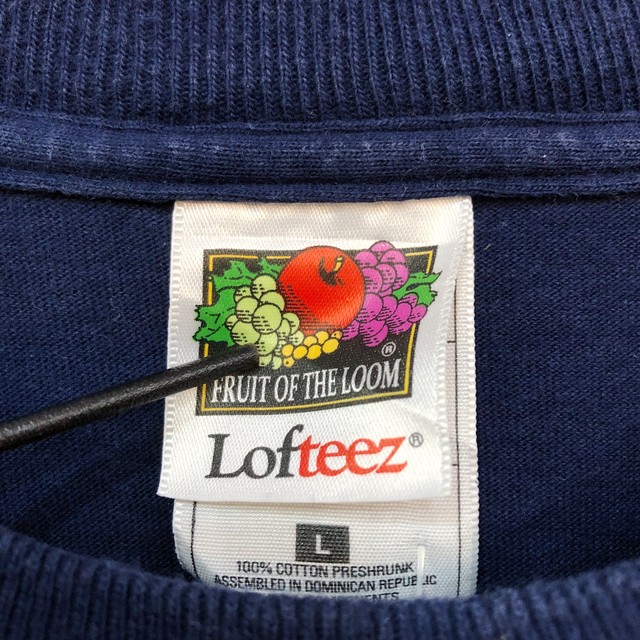 ®
FRUIT OF THE LOOM
Lofteez®
L
100% COTTON PRESHRUNK
ASSEMBLED IN DOMINICAN REPUBLIC